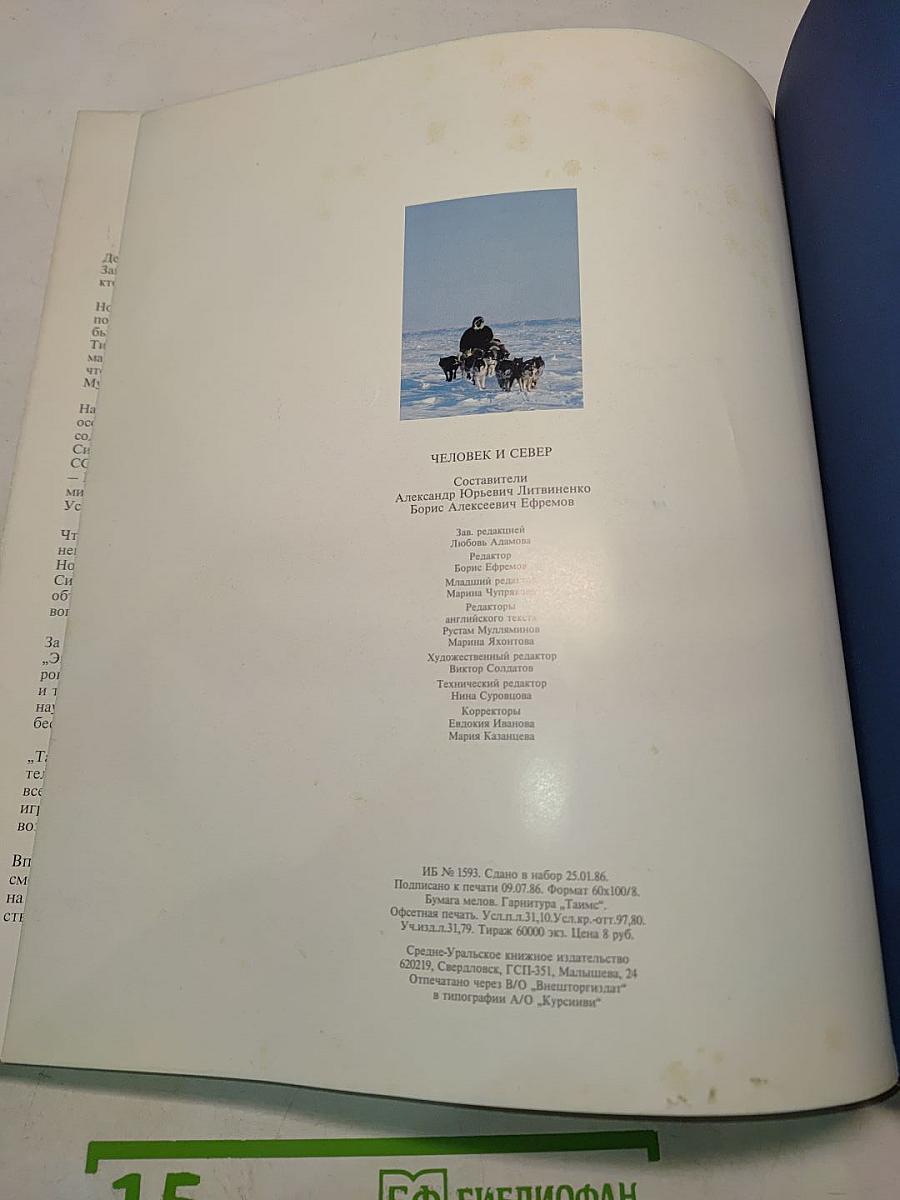 ЧЕЛОВЕК И СЕВЕР
Составители
Александр Юрьевич Литвиненко
Борис Алексеевич Ефремов
Зав. редакцией
Любовь Адамова
Редактор
Борис Ефремов
Младший редактор
Марина
Редакторы
английского текста
Рустам Мулляминов
Марина Яхонтова
Художественный редактор
Виктор Солдатов
Технический редактор
Нина Суровцова
Корректоры
Евдокия Иванова
Мария Казанцева
ИБ № 1593. Сдано в набор 25.01.86.
Подписано к печати 09.07.86. Формат 60х100/8.
Бумага мелов. Гарнитура „Таймс“.
Офсетная печать. Усл.п.л.31,10.Усл.кр.-отт.97,80.
Уч.изд.л.31,79. Тираж 60000 экз. Цена 8 руб.
Средне-Уральское книжное издательство
620219, Свердловск, ГСП-351, Малышева, 24
Отпечатано через В/О „Внешторгиздат“
в типографии А/О „Курсииви“
15
БФ БИБЛИОФАН